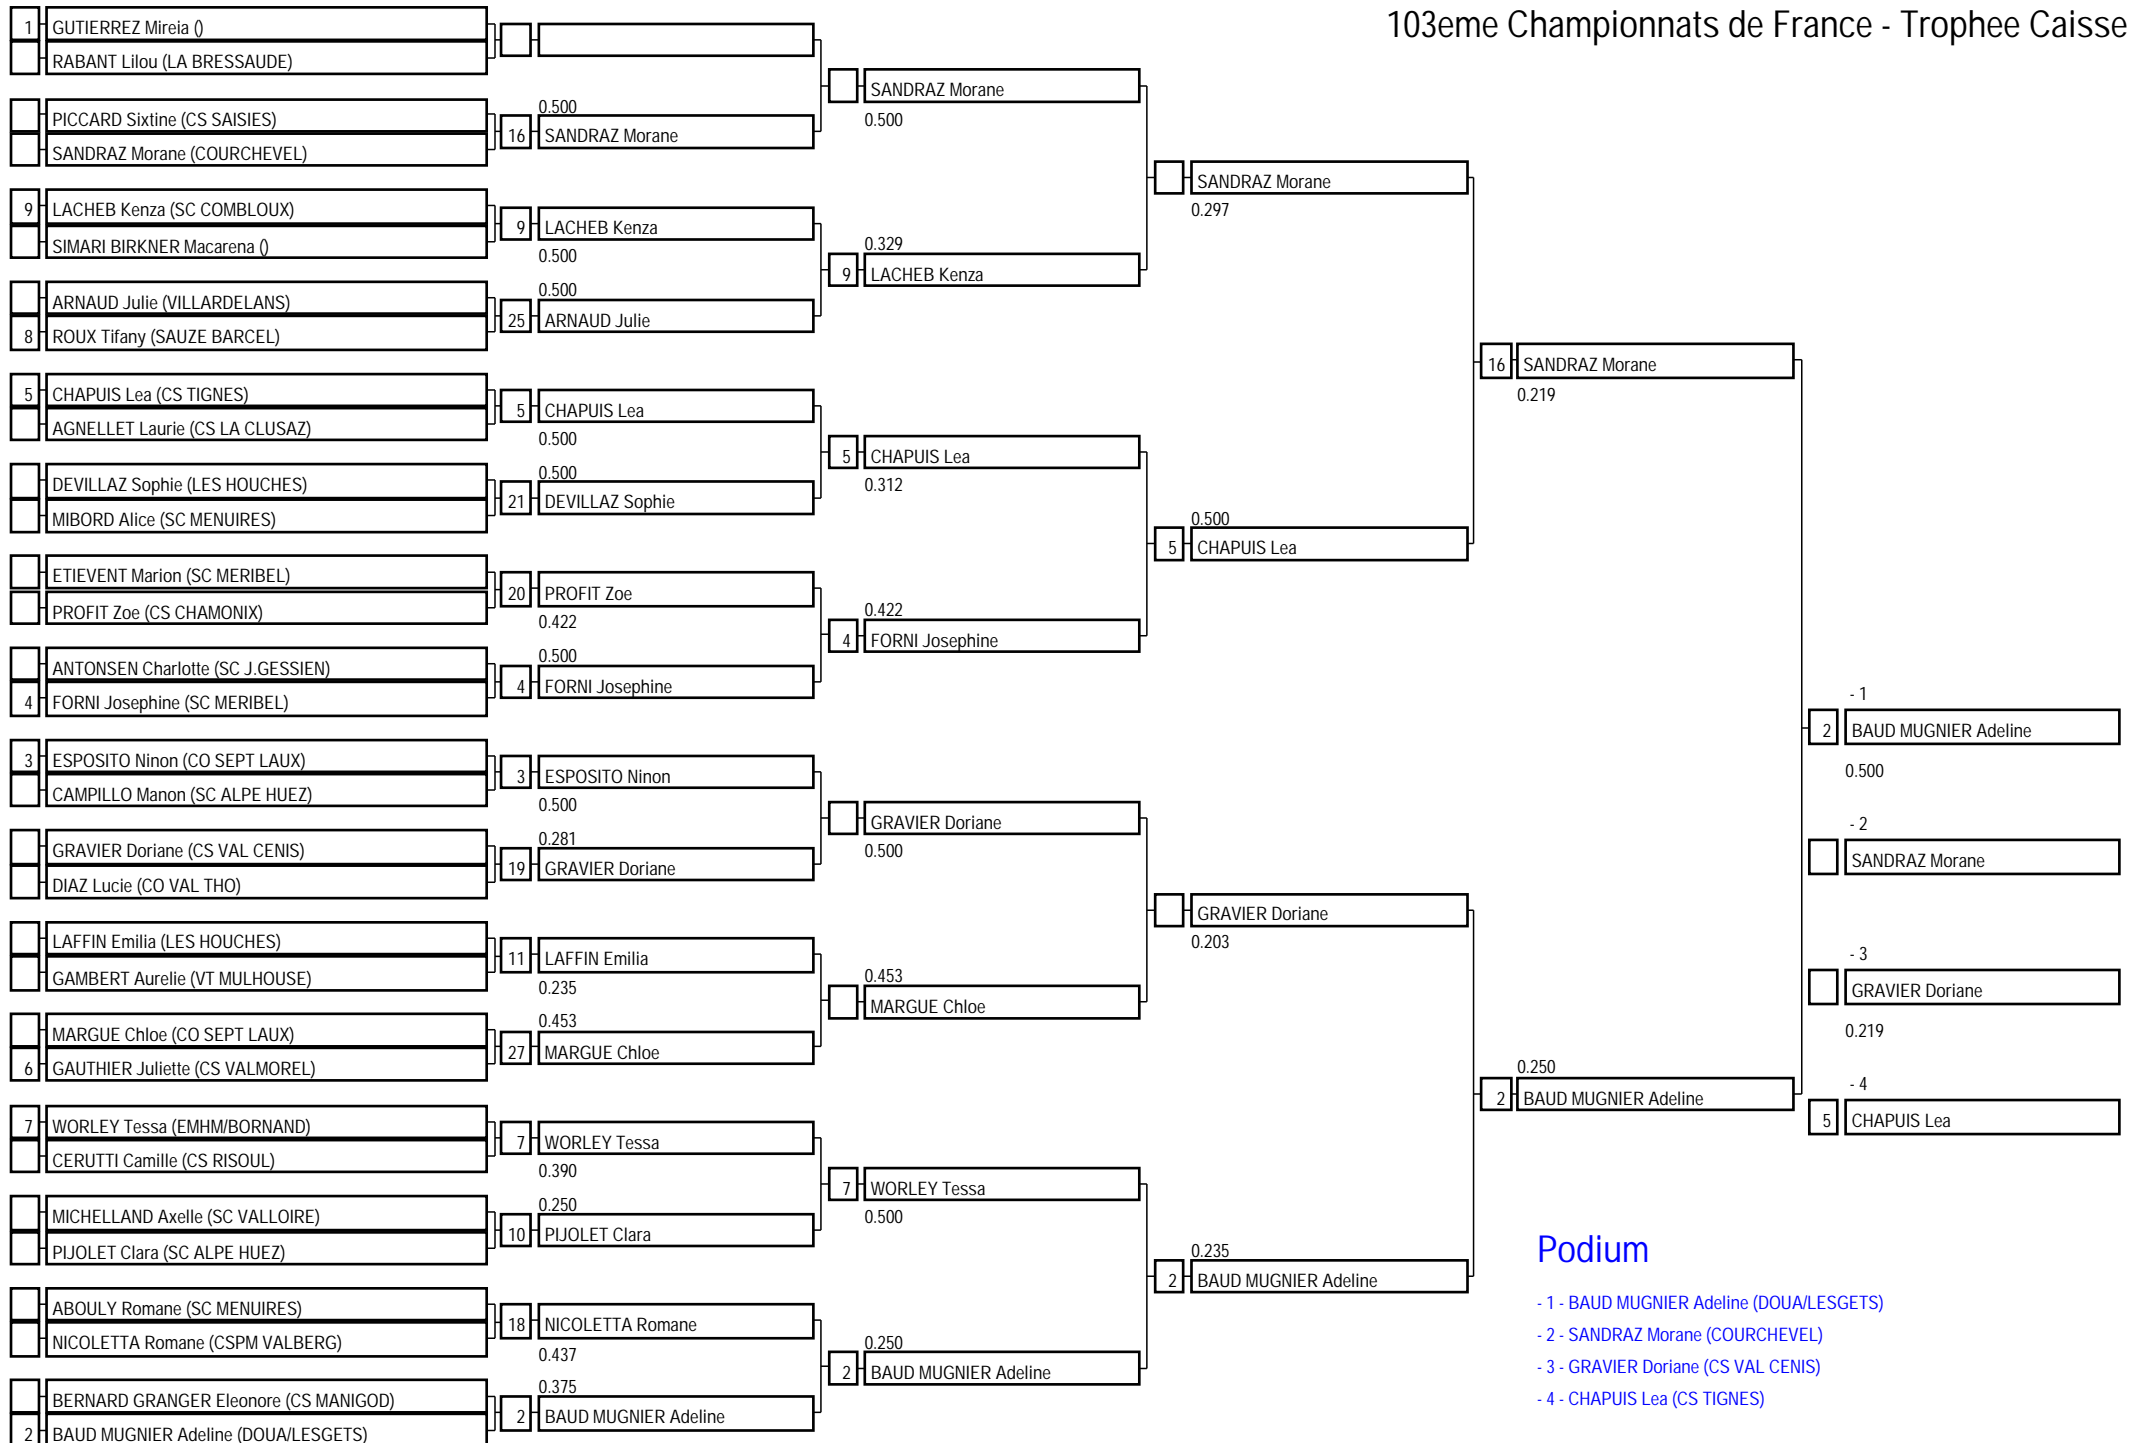 103eme Championnats de France - Trophee Caisse
1 GUTIERREZ Mireia ()
RABANT Lilou (LA BRESSAUDE)
PICCARD Sixtine (CS SAISIES)
SANDRAZ Morane (COURCHEVEL)
9 LACHEB Kenza (SC COMBLOUX)
SIMARI BIRKNER Macarena ()
ARNAUD Julie (VILLARDELANS)
8 ROUX Tifany (SAUZE BARCEL)
5 CHAPUIS Lea (CS TIGNES)
AGNELLET Laurie (CS LA CLUSAZ)
DEVILLAZ Sophie (LES HOUCHES)
MIBORD Alice (SC MENUIRES)
ETIEVENT Marion (SC MERIBEL)
PROFIT Zoe (CS CHAMONIX)
ANTONSEN Charlotte (SC J.GESSIEN)
4 FORNI Josephine (SC MERIBEL)
3 ESPOSITO Ninon (CO SEPT LAUX)
CAMPILLO Manon (SC ALPE HUEZ)
GRAVIER Doriane (CS VAL CENIS)
DIAZ Lucie (CO VAL THO)
LAFFIN Emilia (LES HOUCHES)
GAMBERT Aurelie (VT MULHOUSE)
MARGUE Chloe (CO SEPT LAUX)
6 GAUTHIER Juliette (CS VALMOREL)
7 WORLEY Tessa (EMHM/BORNAND)
CERUTTI Camille (CS RISOUL)
MICHELLAND Axelle (SC VALLOIRE)
PIJOLET Clara (SC ALPE HUEZ)
ABOULY Romane (SC MENUIRES)
NICOLETTA Romane (CSPM VALBERG)
BERNARD GRANGER Eleonore (CS MANIGOD)
2 BAUD MUGNIER Adeline (DOUA/LESGETS)
0.500
16 SANDRAZ Morane
9 LACHEB Kenza
0.500
0.500
25 ARNAUD Julie
5 CHAPUIS Lea
0.500
0.500
21 DEVILLAZ Sophie
20 PROFIT Zoe
0.422
0.500
4 FORNI Josephine
3 ESPOSITO Ninon
0.500
0.281
19 GRAVIER Doriane
11 LAFFIN Emilia
0.235
0.453
27 MARGUE Chloe
7 WORLEY Tessa
0.390
0.250
10 PIJOLET Clara
18 NICOLETTA Romane
0.437
0.375
2 BAUD MUGNIER Adeline
SANDRAZ Morane
0.500
0.329
9 LACHEB Kenza
5 CHAPUIS Lea
0.312
0.422
4 FORNI Josephine
GRAVIER Doriane
0.500
0.453
MARGUE Chloe
7 WORLEY Tessa
0.500
0.250
2 BAUD MUGNIER Adeline
SANDRAZ Morane
0.297
0.500
5 CHAPUIS Lea
GRAVIER Doriane
0.203
0.235
2 BAUD MUGNIER Adeline
16 SANDRAZ Morane
0.219
0.250
2 BAUD MUGNIER Adeline
- 1
2 BAUD MUGNIER Adeline
0.500
- 2
SANDRAZ Morane
- 3
GRAVIER Doriane
0.219
- 4
5 CHAPUIS Lea
Podium
- 1 - BAUD MUGNIER Adeline (DOUA/LESGETS)
- 2 - SANDRAZ Morane (COURCHEVEL)
- 3 - GRAVIER Doriane (CS VAL CENIS)
- 4 - CHAPUIS Lea (CS TIGNES)